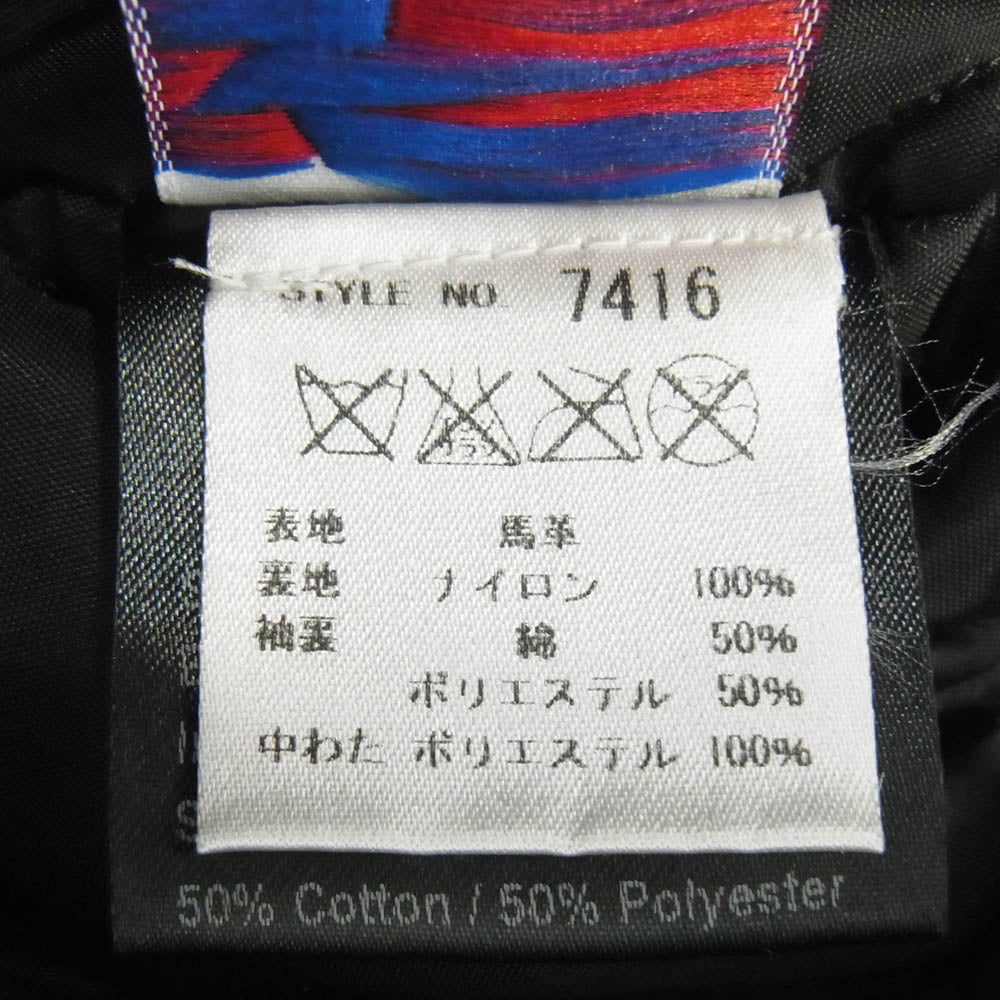 STYLE NO. 7416
表地 馬革
裏地 ナイロン 100%
袖裏 綿 50%
ポリエステル 50%
中わた ポリエステル 100%
50% Cotton / 50% Polyester